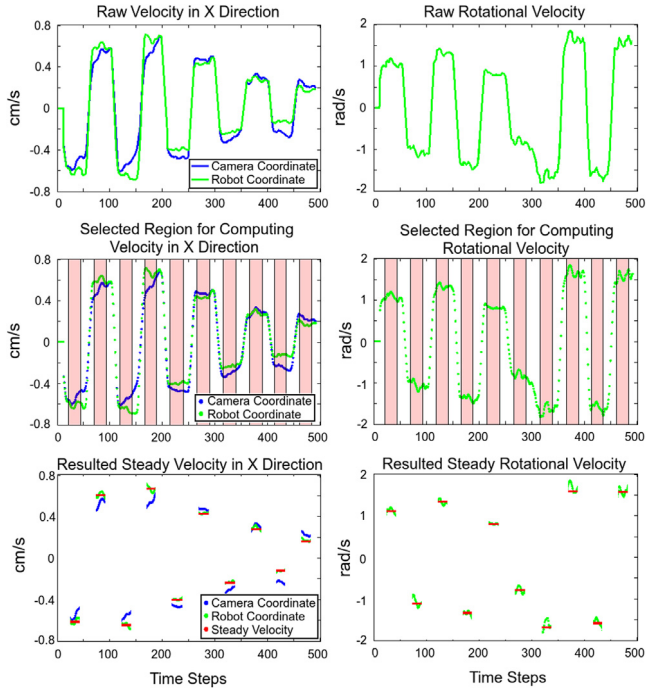 Raw Velocity in X Direction
0.8
0.4
0
-0.4
-0.8
cm/s
Camera Coordinate
Robot Coordinate
0 100 200 300 400 500
Raw Rotational Velocity
2
1
0
-1
-2
rad/s
0 100 200 300 400 500
Selected Region for Computing
Velocity in X Direction
0.8
0.4
0
-0.4
-0.8
cm/s
Camera Coordinate
Robot Coordinate
0 100 200 300 400 500
Selected Region for Computing
Rotational Velocity
2
1
0
-1
-2
rad/s
0 100 200 300 400 500
Resulted Steady Velocity in X Direction
0.8
0.4
0
-0.4
-0.8
cm/s
Camera Coordinate
Robot Coordinate
Steady Velocity
0 100 200 300 400 500
Time Steps
Resulted Steady Rotational Velocity
2
1
0
-1
-2
rad/s
0 100 200 300 400 500
Time Steps